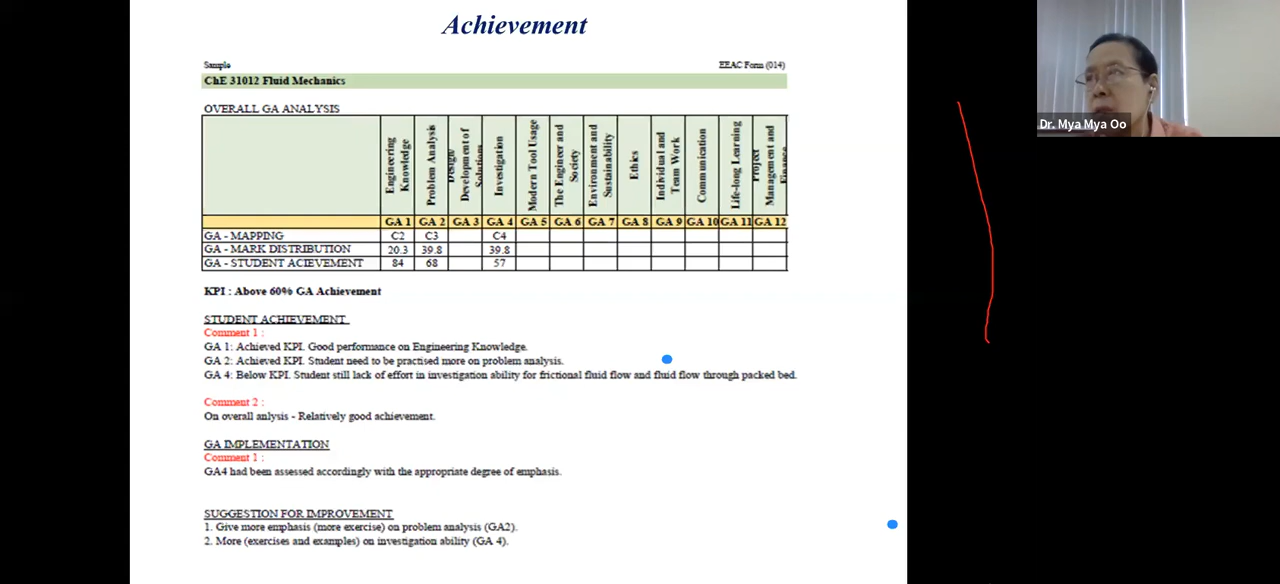 Achievement
Sample EEAC Form (014)
ChE 31012 Fluid Mechanics
OVERALL GA ANALYSIS
Engineering Knowledge
Problem Analysis
Design/ Development of Solutions
Investigation
Modern Tool Usage
The Engineer and Society
Environment and Sustainability
Ethics
Individual and Team Work
Communication
Life-long Learning
Project Management and Finance
GA 1 GA 2 GA 3 GA 4 GA 5 GA 6 GA 7 GA 8 GA 9 GA 10 GA 11 GA 12
GA - MAPPING C2 C3 C4
GA - MARK DISTRIBUTION 20.3 39.8 39.8
GA - STUDENT ACIEVEMENT 84 68 57
KPI : Above 60% GA Achievement
STUDENT ACHIEVEMENT
Comment 1 :
GA 1: Achieved KPI. Good performance on Engineering Knowledge.
GA 2: Achieved KPI. Student need to be practised more on problem analysis.
GA 4: Below KPI. Student still lack of effort in investigation ability for frictional fluid flow and fluid flow through packed bed.
Comment 2 :
On overall anlysis - Relatively good achievement.
GA IMPLEMENTATION
Comment 1 :
GA4 had been assessed accordingly with the appropriate degree of emphasis.
SUGGESTION FOR IMPROVEMENT
1. Give more emphasis (more exercise) on problem analysis (GA2).
2. More (exercises and examples) on investigation ability (GA 4).
Dr. Mya Mya Oo